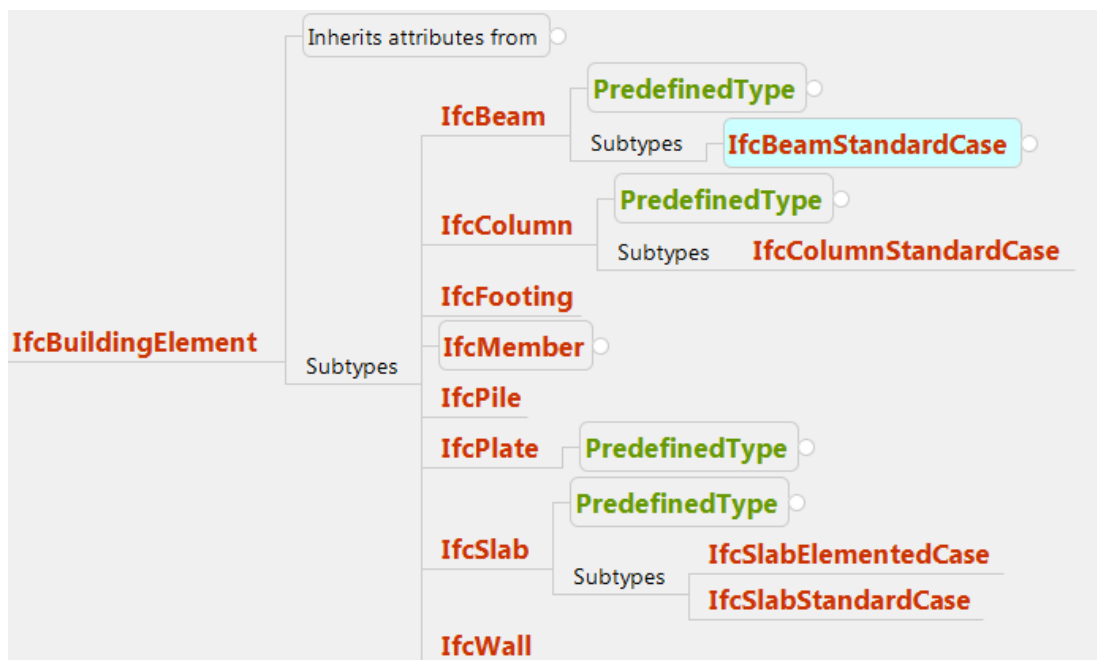 Inherits attributes from
PredefinedType
IfcBeam
Subtypes
IfcBeamStandardCase
PredefinedType
IfcColumn
Subtypes
IfcColumnStandardCase
IfcFooting
IfcBuildingElement
IfcMember
Subtypes
IfcPile
IfcPlate
PredefinedType
PredefinedType
IfcSlab
IfcSlabElementedCase
Subtypes
IfcSlabStandardCase
IfcWall